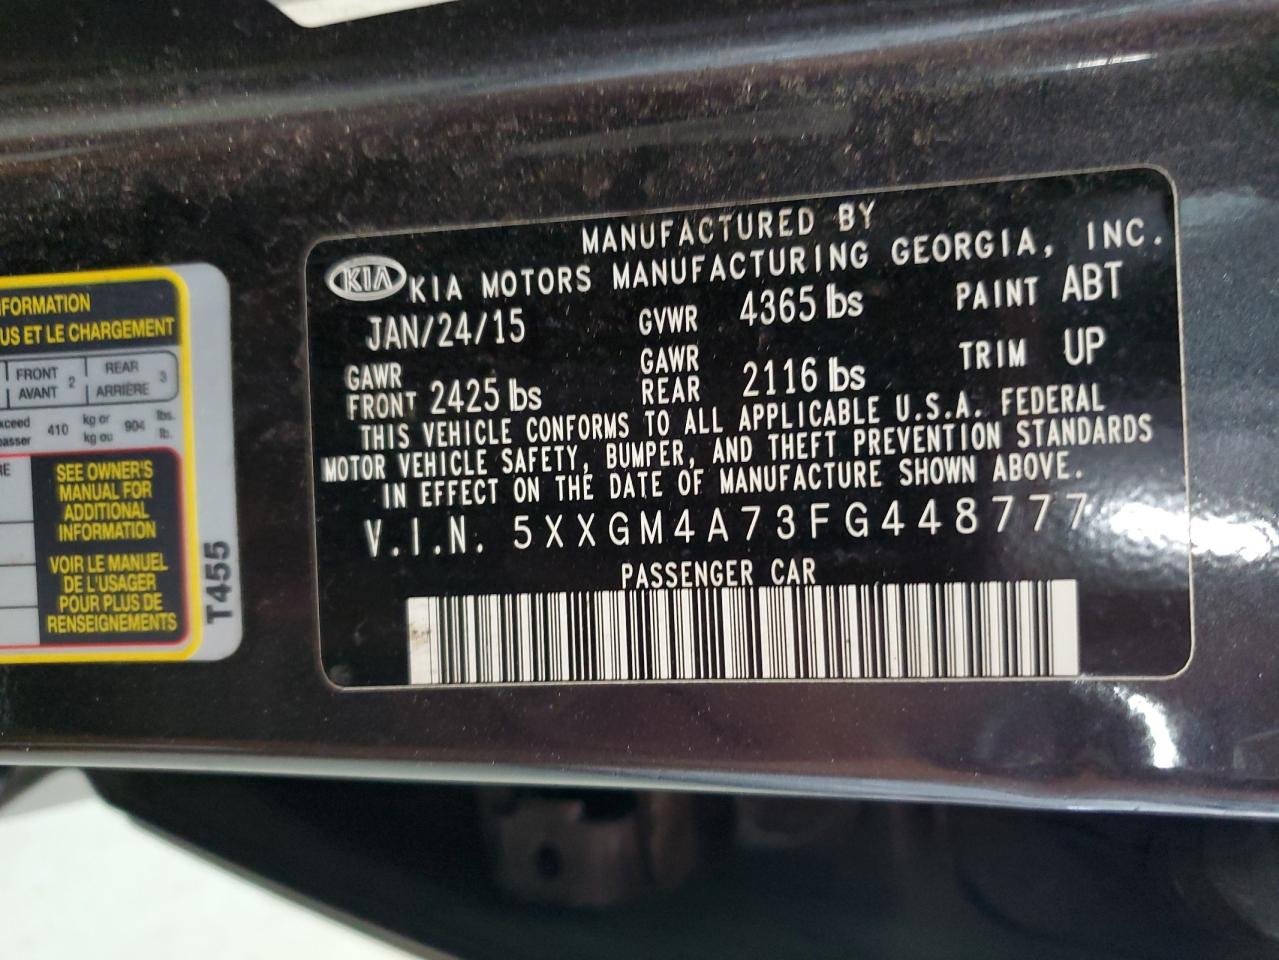 NFORMATION
US ET LE CHARGEMENT
FRONT 2 REAR 3
AVANT ARRIÈRE
xceed 410 kg or 904 lbs.
passer kg ou lb.
RE
SEE OWNER'S
MANUAL FOR
ADDITIONAL
INFORMATION
VOIR LE MANUEL
DE L'USAGER
POUR PLUS DE
RENSEIGNEMENTS
T455
MANUFACTURED BY
KIA KIA MOTORS MANUFACTURING GEORGIA, INC.
JAN/24/15 GVWR 4365 lbs PAINT ABT
GAWR GAWR TRIM UP
FRONT 2425 lbs REAR 2116 lbs
THIS VEHICLE CONFORMS TO ALL APPLICABLE U.S.A. FEDERAL
MOTOR VEHICLE SAFETY, BUMPER, AND THEFT PREVENTION STANDARDS
IN EFFECT ON THE DATE OF MANUFACTURE SHOWN ABOVE.
V.I.N. 5XXGM4A73FG448777
PASSENGER CAR